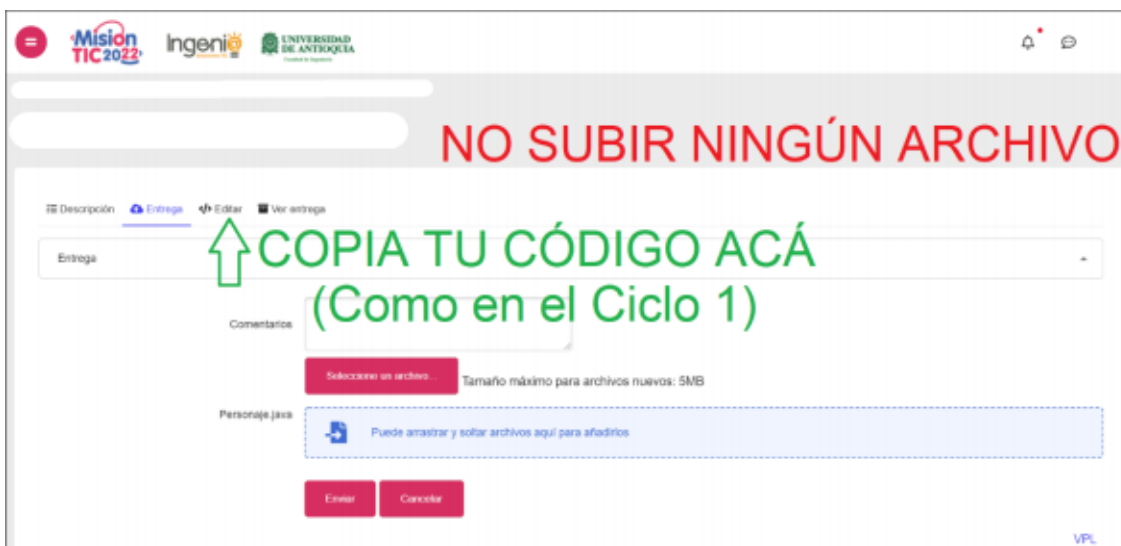 Misión TIC 2022
Ingeni@
UNIVERSIDAD DE ANTIOQUIA
NO SUBIR NINGÚN ARCHIVO
Descripción Entrega </> Editar Ver entrega
COPIA TU CÓDIGO ACÁ
Entrega
(Como en el Ciclo 1)
Comentarios
Seleccione un archivo... Tamaño máximo para archivos nuevos: 5MB
Personaje.java
Puede arrastrar y soltar archivos aquí para añadirlos
Enviar Cancelar
VPL